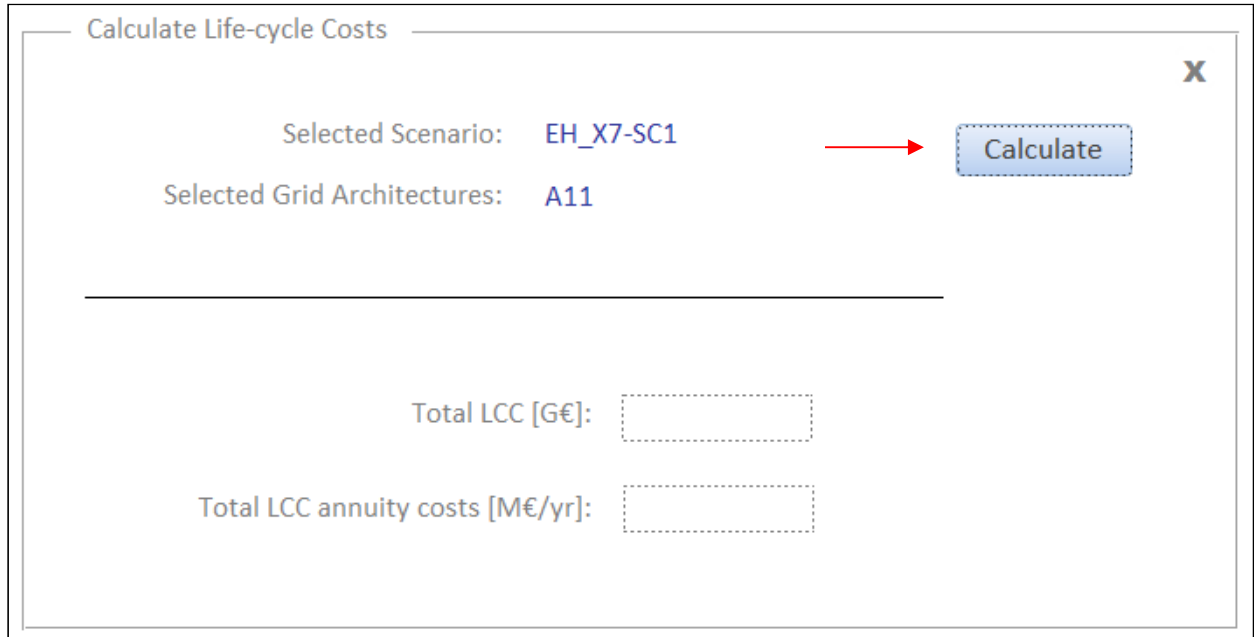 Calculate Life-cycle Costs
X
Selected Scenario: EH_X7-SC1
Calculate
Selected Grid Architectures: A11
Total LCC [G€]:
Total LCC annuity costs [M€/yr]: